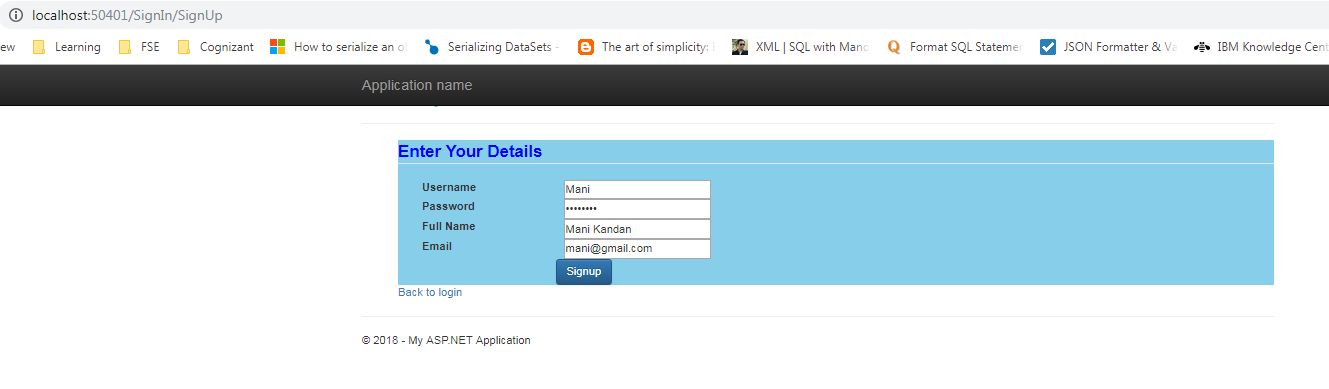 localhost:50401/SignIn/SignUp
ew Learning FSE Cognizant How to serialize an o Serializing DataSets - The art of simplicity: XML | SQL with Mano Format SQL Stateme JSON Formatter & Va IBM Knowledge Cent
Application name
Enter Your Details
Username Mani
Password ••••••••
Full Name Mani Kandan
Email mani@gmail.com
Signup
Back to login
© 2018 - My ASP.NET Application